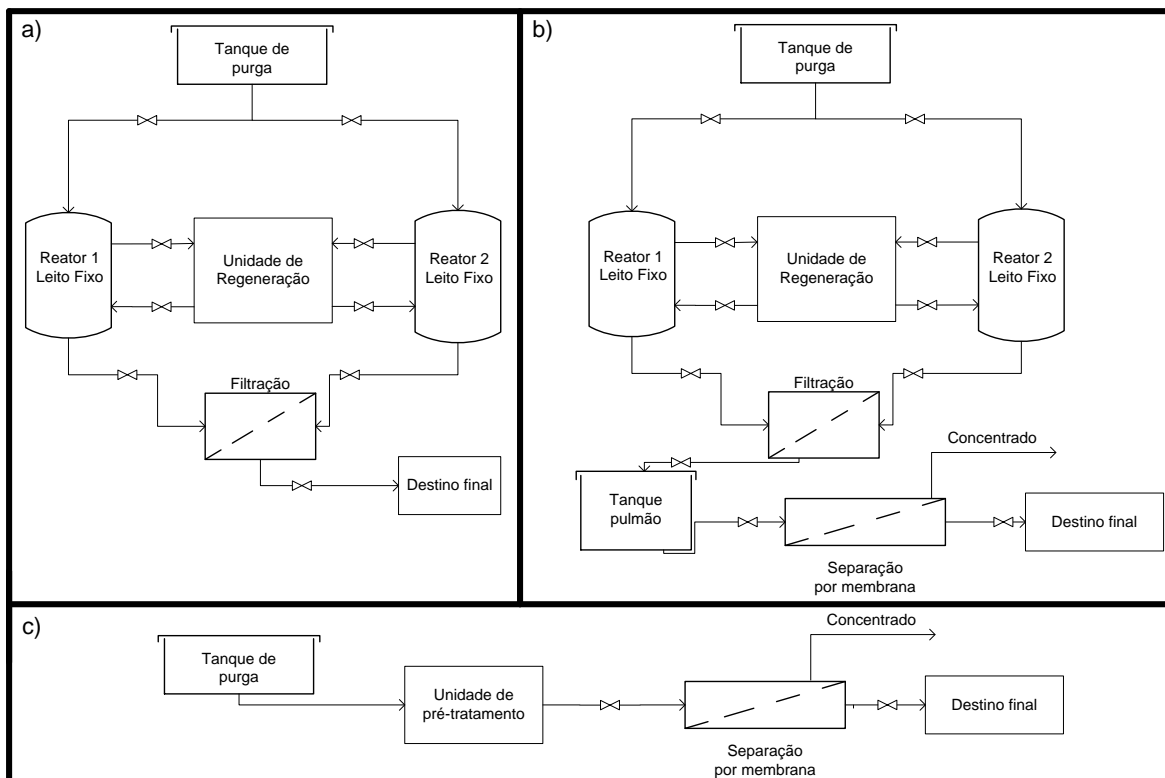 a)
Tanque de
purga
Reator 1
Leito Fixo
Unidade de
Regeneração
Reator 2
Leito Fixo
Filtração
Destino final
b)
Tanque de
purga
Reator 1
Leito Fixo
Unidade de
Regeneração
Reator 2
Leito Fixo
Filtração
Concentrado
Tanque
pulmão
Destino final
Separação
por membrana
c)
Concentrado
Tanque de
purga
Unidade de
pré-tratamento
Destino final
Separação
por membrana